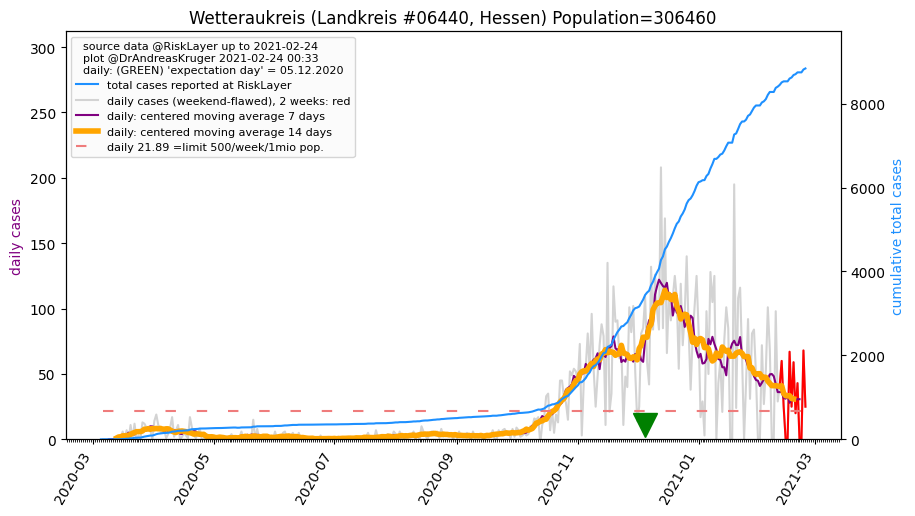 Wetteraukreis (Landkreis #06440, Hessen) Population=306460
source data @RiskLayer up to 2021-02-24
plot @DrAndreasKruger 2021-02-24 00:33
daily: (GREEN) 'expectation day' = 05.12.2020
total cases reported at RiskLayer
daily cases (weekend-flawed), 2 weeks: red
daily: centered moving average 7 days
daily: centered moving average 14 days
daily 21.89 =limit 500/week/1mio pop.
daily cases
300
250
200
150
100
50
0
cumulative total cases
8000
6000
4000
2000
0
2020-03
2020-05
2020-07
2020-09
2020-11
2021-01
2021-03